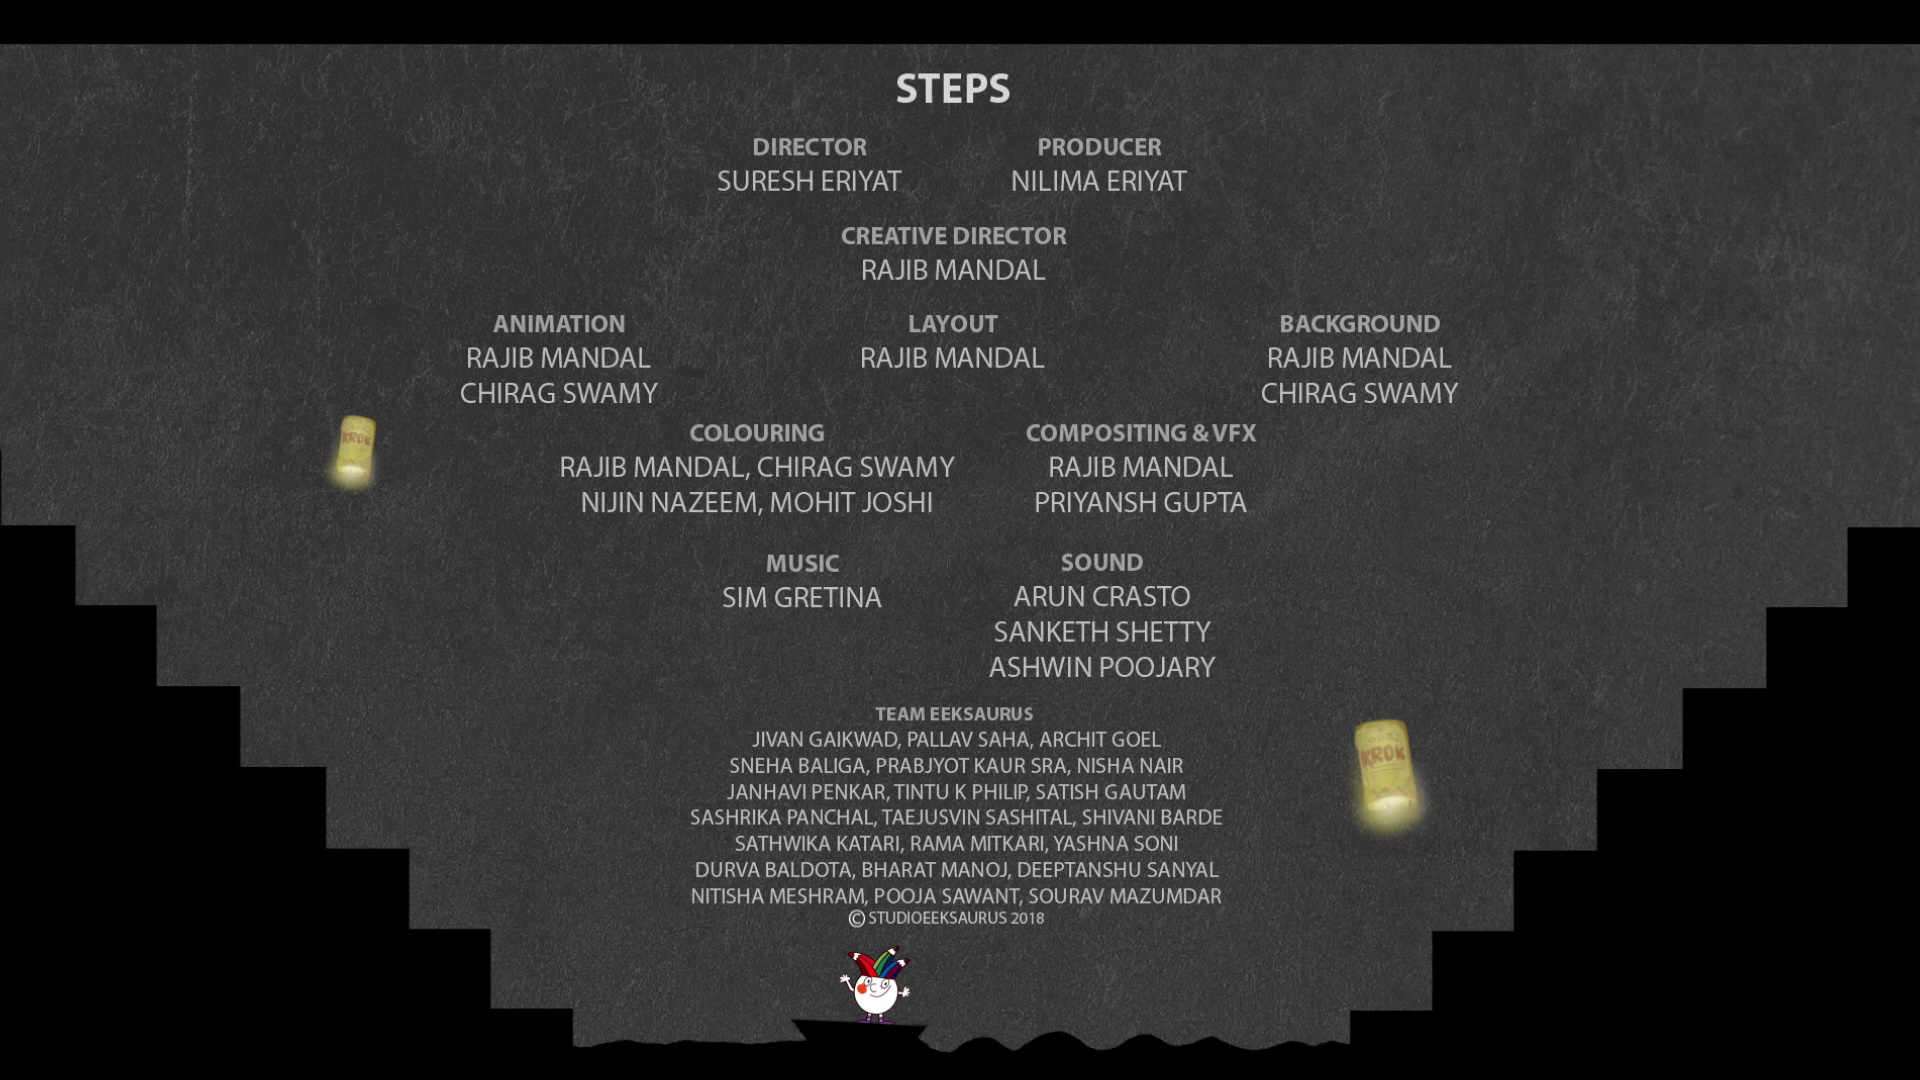 STEPS
DIRECTOR
SURESH ERIYAT
PRODUCER
NILIMA ERIYAT
CREATIVE DIRECTOR
RAJIB MANDAL
ANIMATION
RAJIB MANDAL
CHIRAG SWAMY
LAYOUT
RAJIB MANDAL
BACKGROUND
RAJIB MANDAL
CHIRAG SWAMY
KROK
COLOURING
RAJIB MANDAL, CHIRAG SWAMY
NIJIN NAZEEM, MOHIT JOSHI
COMPOSITING & VFX
RAJIB MANDAL
PRIYANSH GUPTA
MUSIC
SIM GRETINA
SOUND
ARUN CRASTO
SANKETH SHETTY
ASHWIN POOJARY
TEAM EEKSAURUS
JIVAN GAIKWAD, PALLAV SAHA, ARCHIT GOEL
SNEHA BALIGA, PRABJYOT KAUR SRA, NISHA NAIR
JANHAVI PENKAR, TINTU K PHILIP, SATISH GAUTAM
SASHRIKA PANCHAL, TAEJUSVIN SASHITAL, SHIVANI BARDE
SATHWIKA KATARI, RAMA MITKARI, YASHNA SONI
DURVA BALDOTA, BHARAT MANOJ, DEEPTANSHU SANYAL
NITISHA MESHRAM, POOJA SAWANT, SOURAV MAZUMDAR
© STUDIOEEKSAURUS 2018
KROK